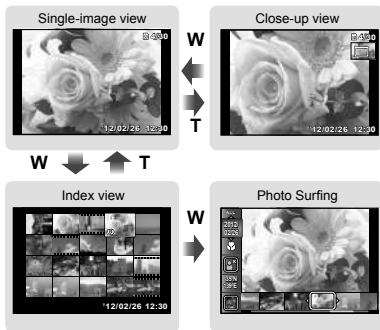 Single-image view
4/30
'12/02/26 12:30
W
T
Close-up view
4/30
'12/02/26 12:30
W
T
Index view
'12/02/26 12:30
W
Photo Surfing
ALL
2012
02/26